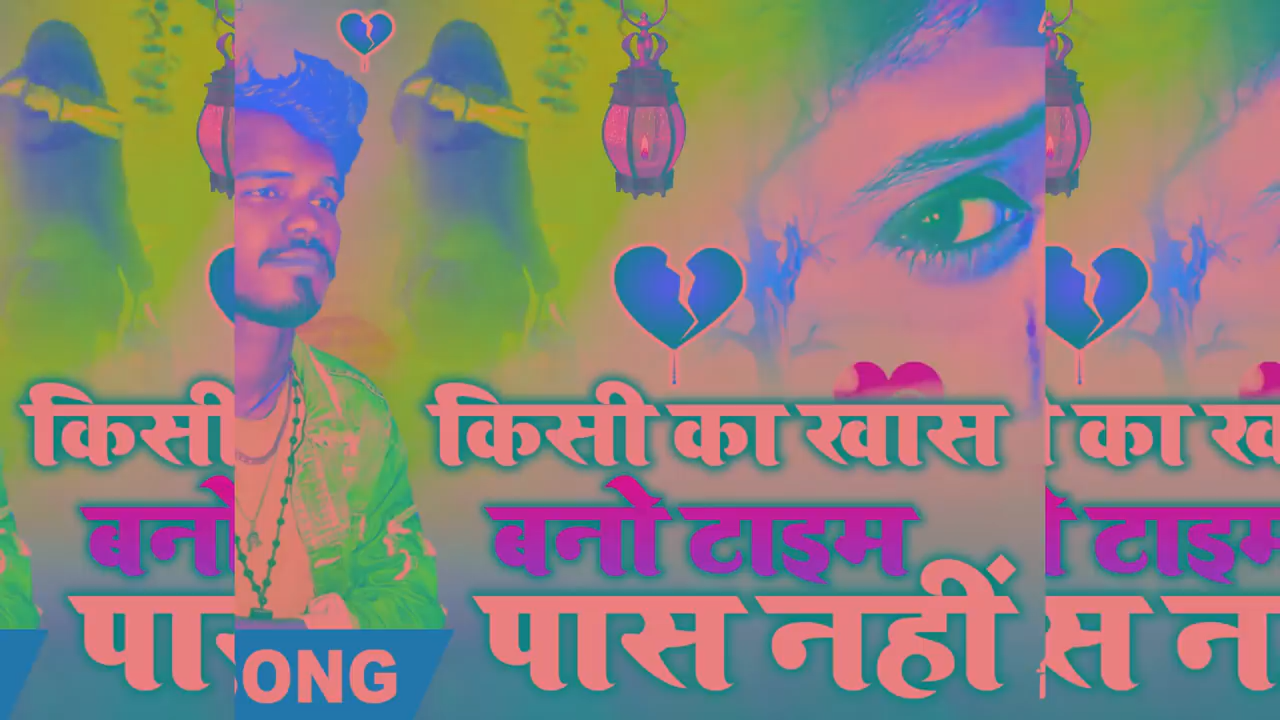 किसी का खास
बनो टाइम
पास नहीं
ONG